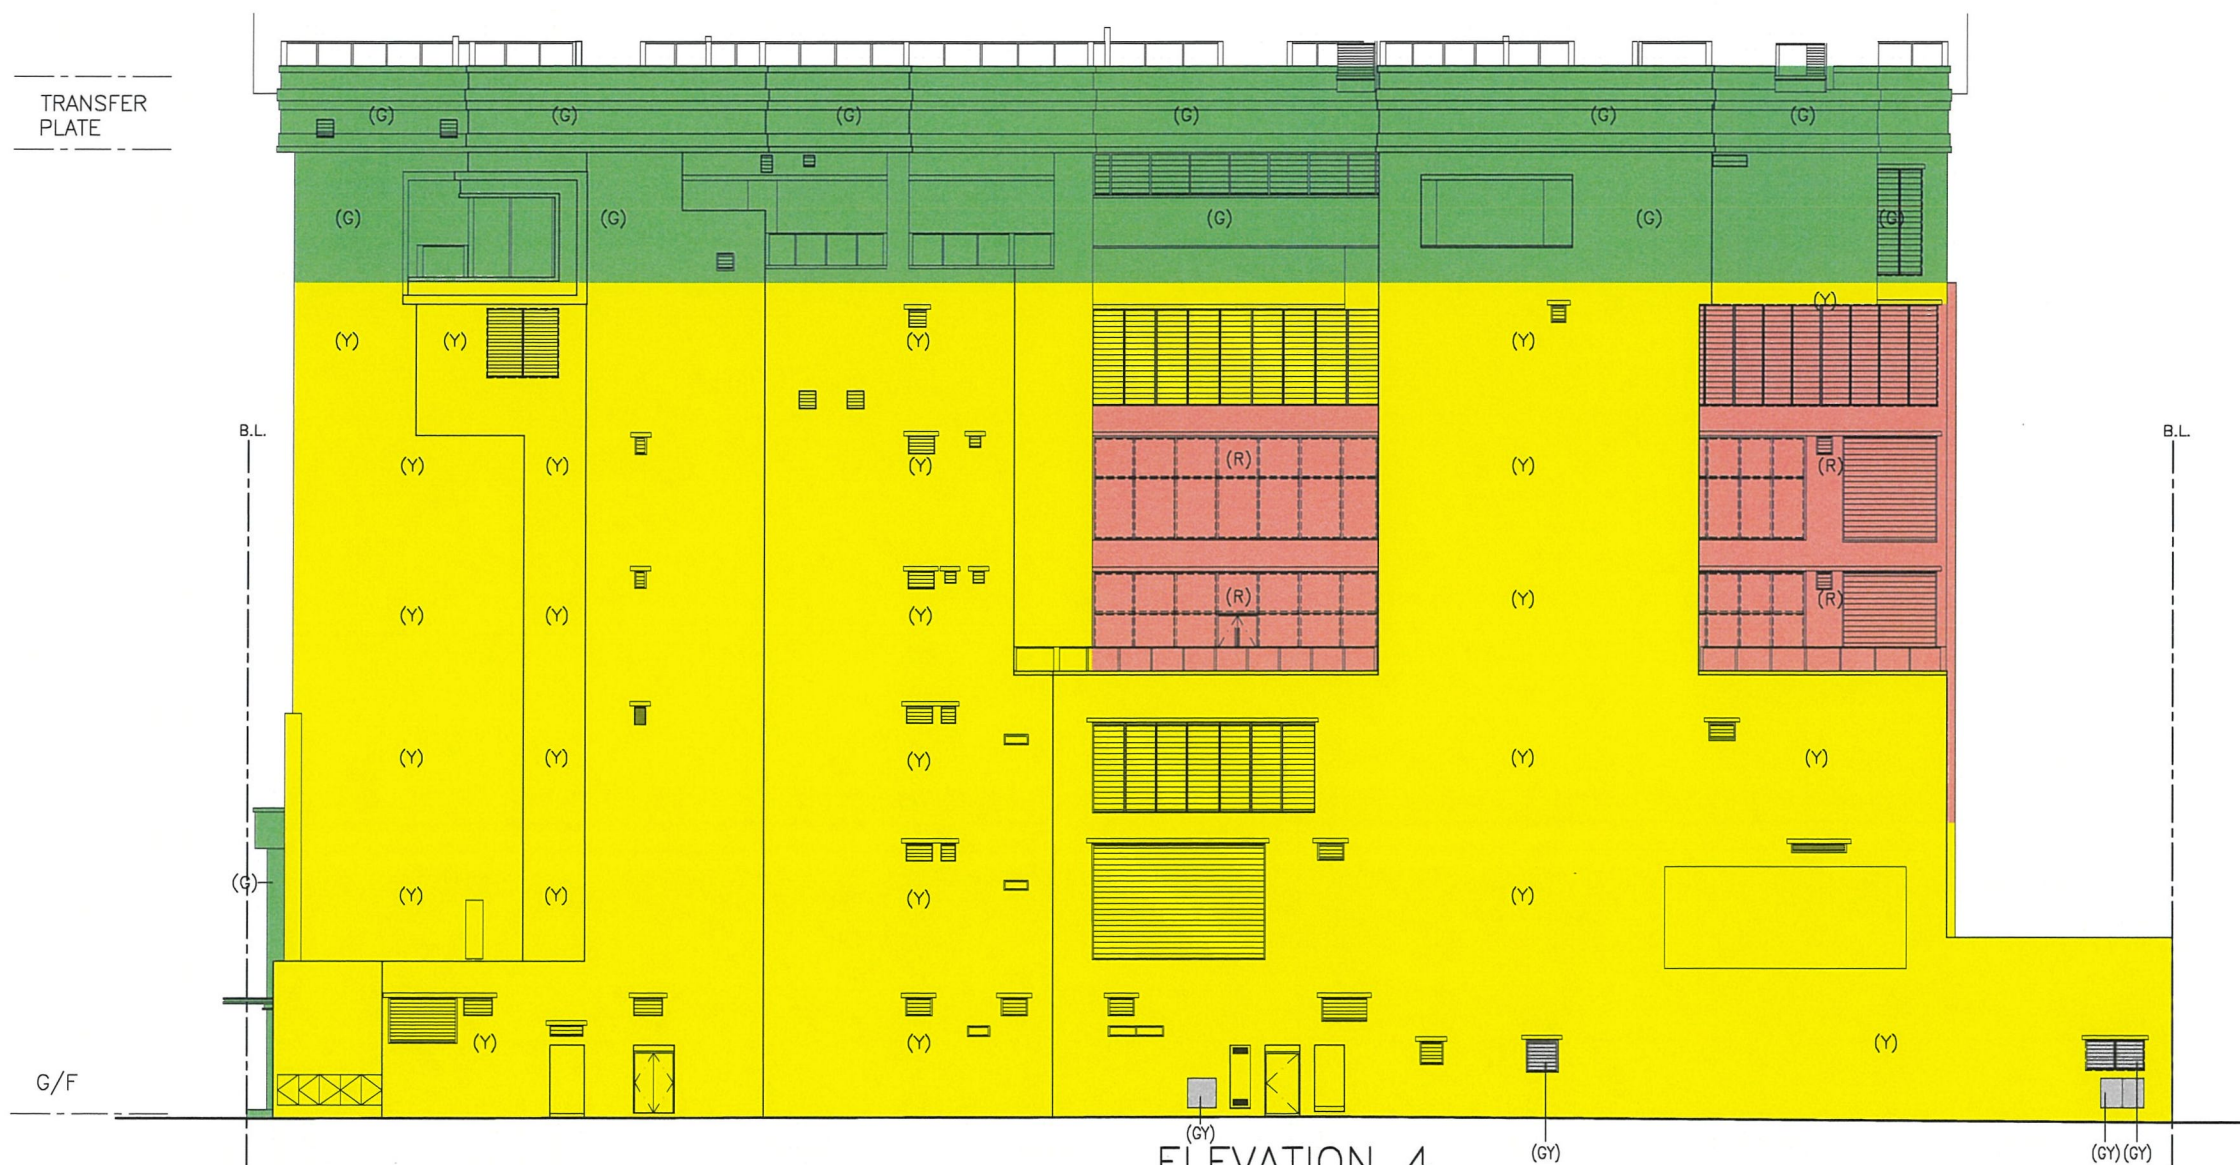 TRANSFER
PLATE
(G) (G) (G) (G) (G) (G)
(G) (G) (G) (G) (G)
(Y)
(Y) (Y) (Y) (Y)
B.L. B.L.
(Y) (Y) (Y) (R) (Y) (R)
(Y) (Y) (Y) (R) (Y) (R)
(Y) (Y) (Y) (Y) (Y)
(G) (Y) (Y) (Y) (Y)
(Y) (Y) (Y)
G/F
(GY) (GY) (GY) (GY)
ELEVATION 4